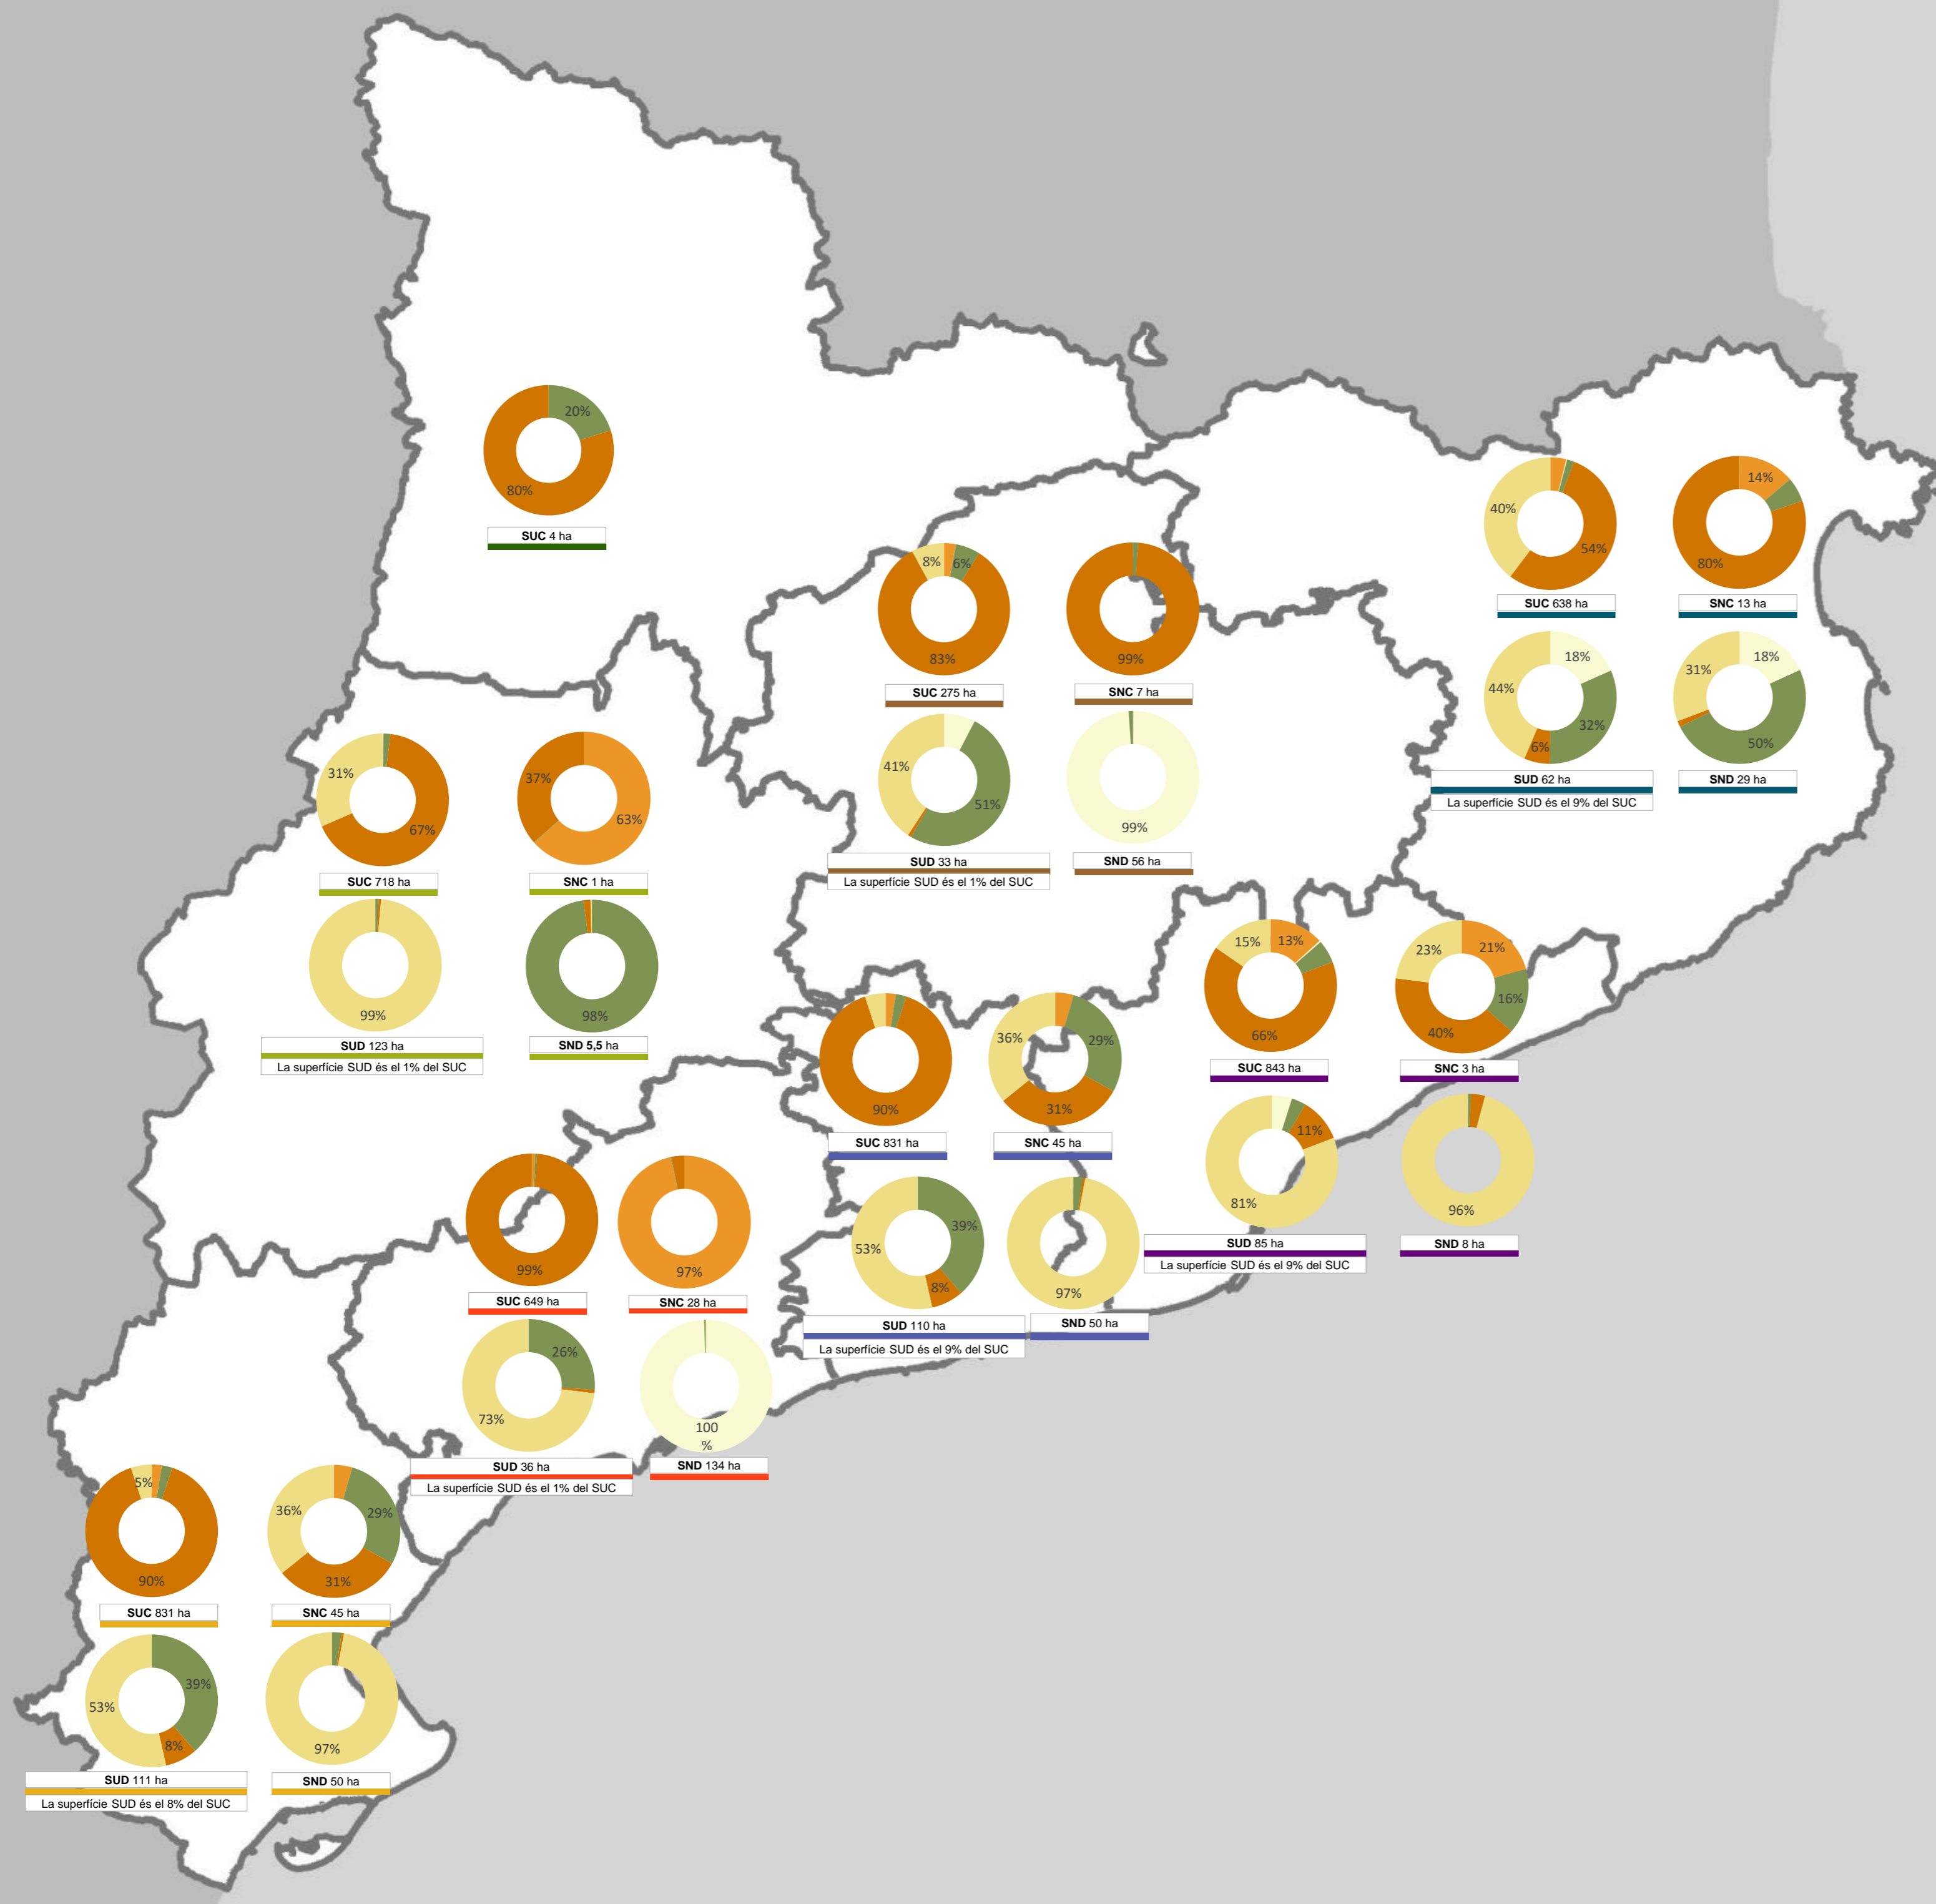 20%
80%
SUC 4 ha
40%
54%
SUC 638 ha
14%
80%
SNC 13 ha
18%
44%
32%
6%
SUD 62 ha
La superfície SUD és el 9% del SUC
18%
31%
50%
SND 29 ha
8%
6%
83%
SUC 275 ha
99%
SNC 7 ha
41%
51%
SUD 33 ha
La superfície SUD és el 1% del SUC
99%
SND 56 ha
31%
67%
SUC 718 ha
37%
63%
SNC 1 ha
99%
SUD 123 ha
La superfície SUD és el 1% del SUC
98%
SND 5,5 ha
15%
13%
66%
SUC 843 ha
23%
21%
16%
40%
SNC 3 ha
11%
81%
SUD 85 ha
La superfície SUD és el 9% del SUC
96%
SND 8 ha
90%
SUC 831 ha
36%
29%
31%
SNC 45 ha
39%
53%
8%
SUD 110 ha
La superfície SUD és el 9% del SUC
97%
SND 50 ha
99%
SUC 649 ha
97%
SNC 28 ha
26%
73%
SUD 36 ha
La superfície SUD és el 1% del SUC
100
%
SND 134 ha
5%
90%
SUC 831 ha
36%
29%
31%
SNC 45 ha
39%
53%
8%
SUD 111 ha
La superfície SUD és el 8% del SUC
97%
SND 50 ha